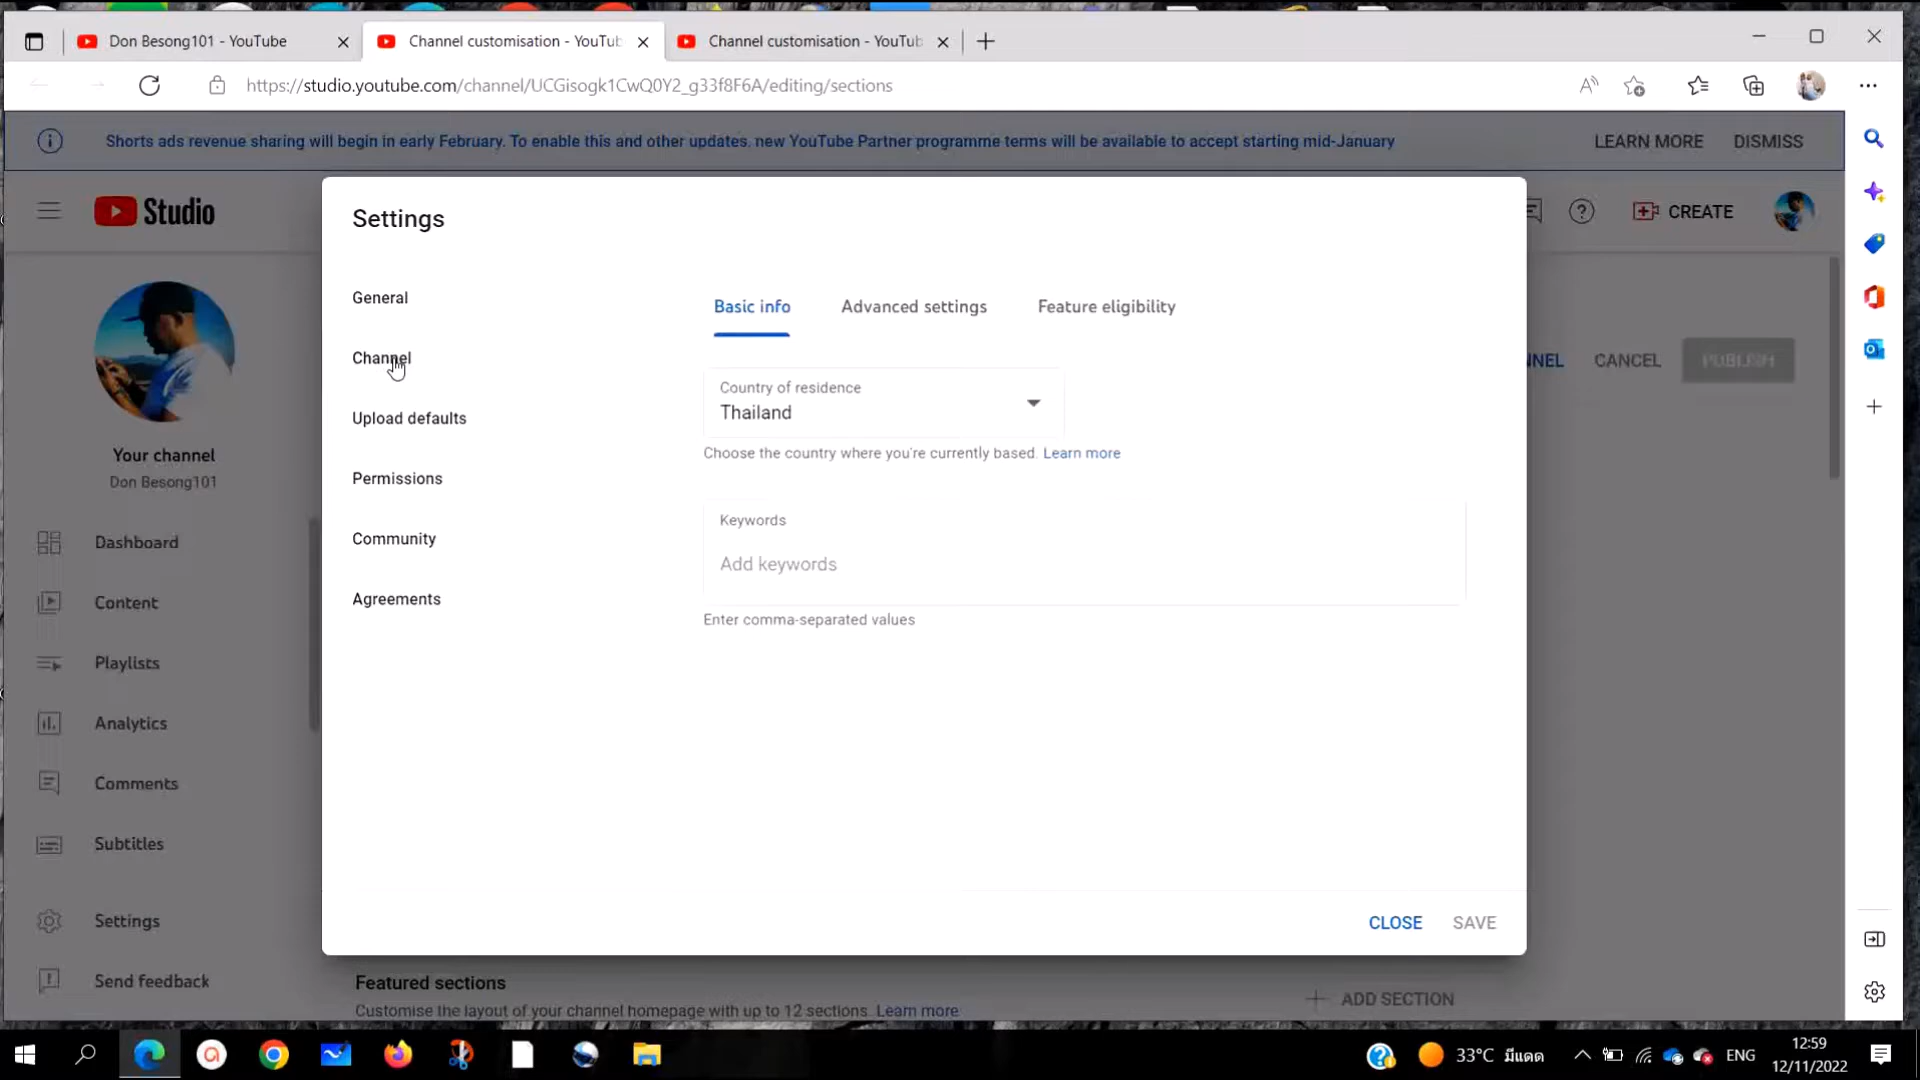 Don Besong101 - YouTube
Channel customisation - YouTub
Channel customisation - YouTub
https://studio.youtube.com/channel/UCGisogk1CwQ0Y2_g33f8F6A/editing/sections
Shorts ads revenue sharing will begin in early February. To enable this and other updates, new YouTube Partner programme terms will be available to accept starting mid-January
LEARN MORE
DISMISS
Studio
CREATE
Your channel
Don Besong101
Dashboard
Content
Playlists
Analytics
Comments
Subtitles
Settings
Send feedback
Settings
General
Channel
Upload defaults
Permissions
Community
Agreements
Basic info
Advanced settings
Feature eligibility
Country of residence
Thailand
Choose the country where you're currently based. Learn more
Keywords
Add keywords
Enter comma-separated values
CLOSE
SAVE
NNEL
CANCEL
PUBLISH
Featured sections
Customise the layout of your channel homepage with up to 12 sections. Learn more
ADD SECTION
33°C มีแดด
ENG
12:59
12/11/2022